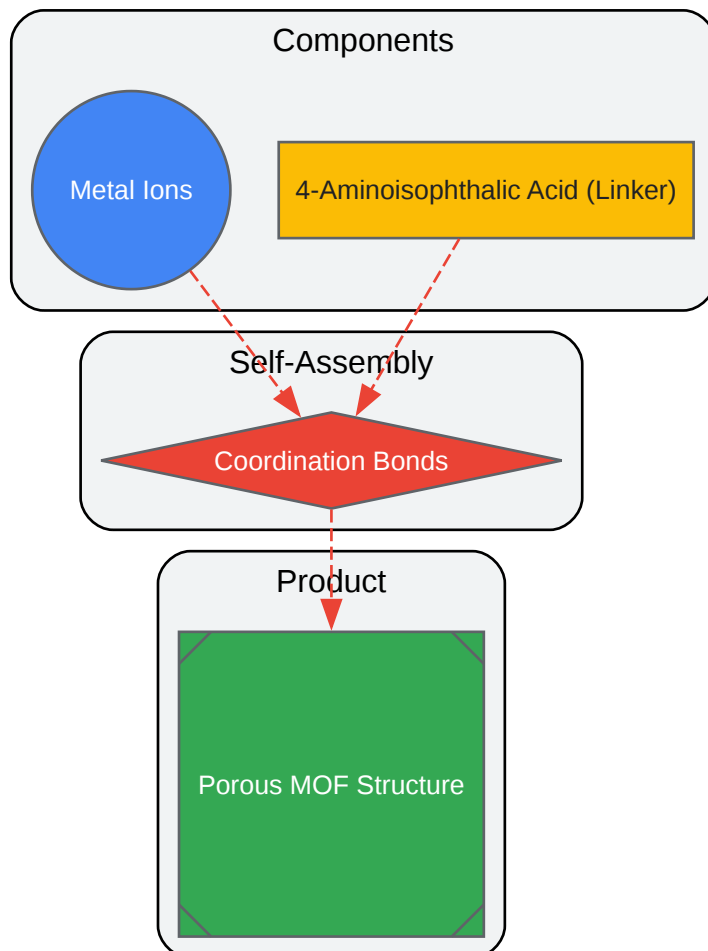 Components
Metal Ions
4-Aminoisophthalic Acid (Linker)
Self-Assembly
Coordination Bonds
Product
Porous MOF Structure